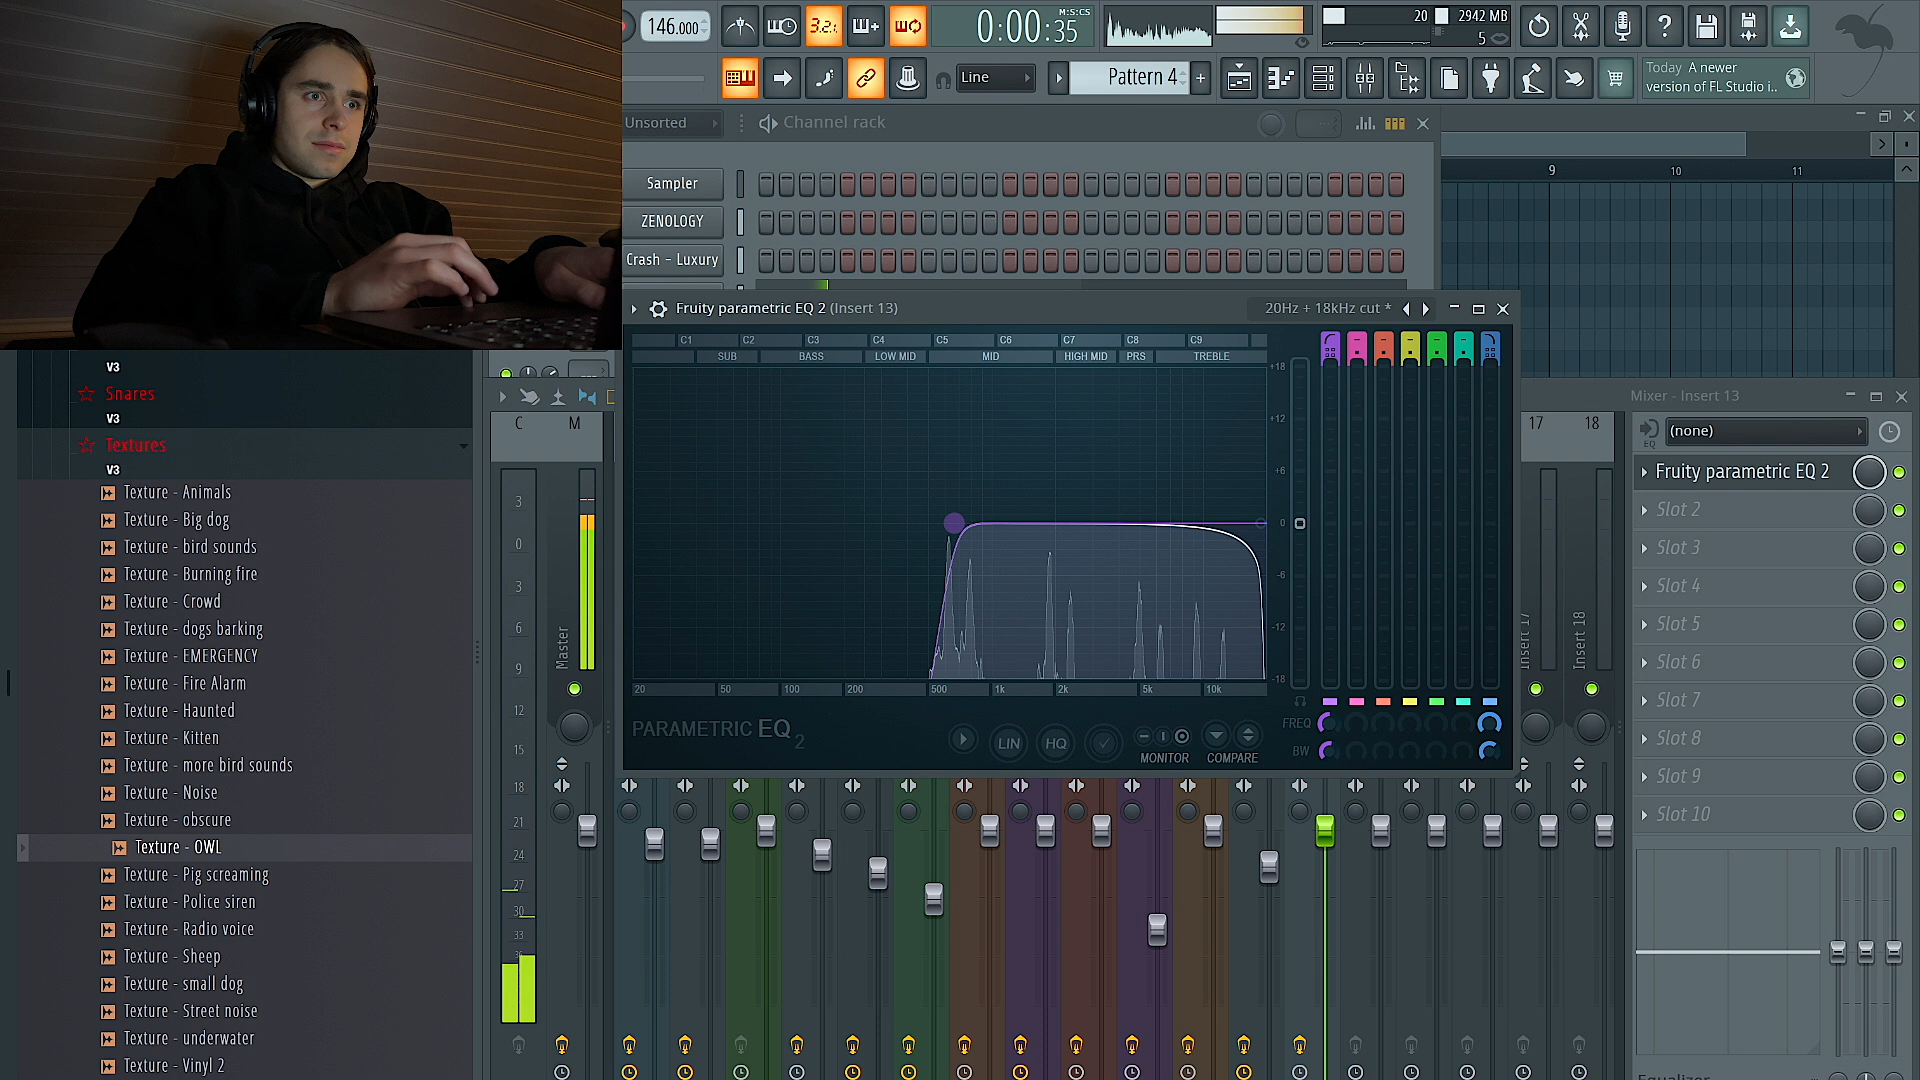 146.000
3.2.
0:00:35
M:S:CS
20
2942 MB
5
Line
Pattern 4
+
?
Today A newer
version of FL Studio i..
Unsorted
Channel rack
Sampler
ZENOLOGY
Crash - Luxury
9
10
11
Fruity parametric EQ 2 (Insert 13)
20Hz + 18kHz cut *
C1
C2
C3
C4
C5
C6
C7
C8
C9
SUB
BASS
LOW MID
MID
HIGH MID
PRS
TREBLE
+18
+12
+6
0
-6
-12
-18
20
50
100
200
500
1k
2k
5k
10k
PARAMETRIC EQ 2
LIN
HQ
MONITOR
COMPARE
FREQ
BW
V3
Snares
V3
Textures
V3
Texture - Animals
Texture - Big dog
Texture - bird sounds
Texture - Burning fire
Texture - Crowd
Texture - dogs barking
Texture - EMERGENCY
Texture - Fire Alarm
Texture - Haunted
Texture - Kitten
Texture - more bird sounds
Texture - Noise
Texture - obscure
Texture - OWL
Texture - Pig screaming
Texture - Police siren
Texture - Radio voice
Texture - Sheep
Texture - small dog
Texture - Street noise
Texture - underwater
Texture - Vinyl 2
C
M
3
0
3
6
9
12
15
18
21
24
27
30
33
Master
17
18
Insert 17
Insert 18
Mixer - Insert 13
EQ
(none)
Fruity parametric EQ 2
Slot 2
Slot 3
Slot 4
Slot 5
Slot 6
Slot 7
Slot 8
Slot 9
Slot 10
Equalizer